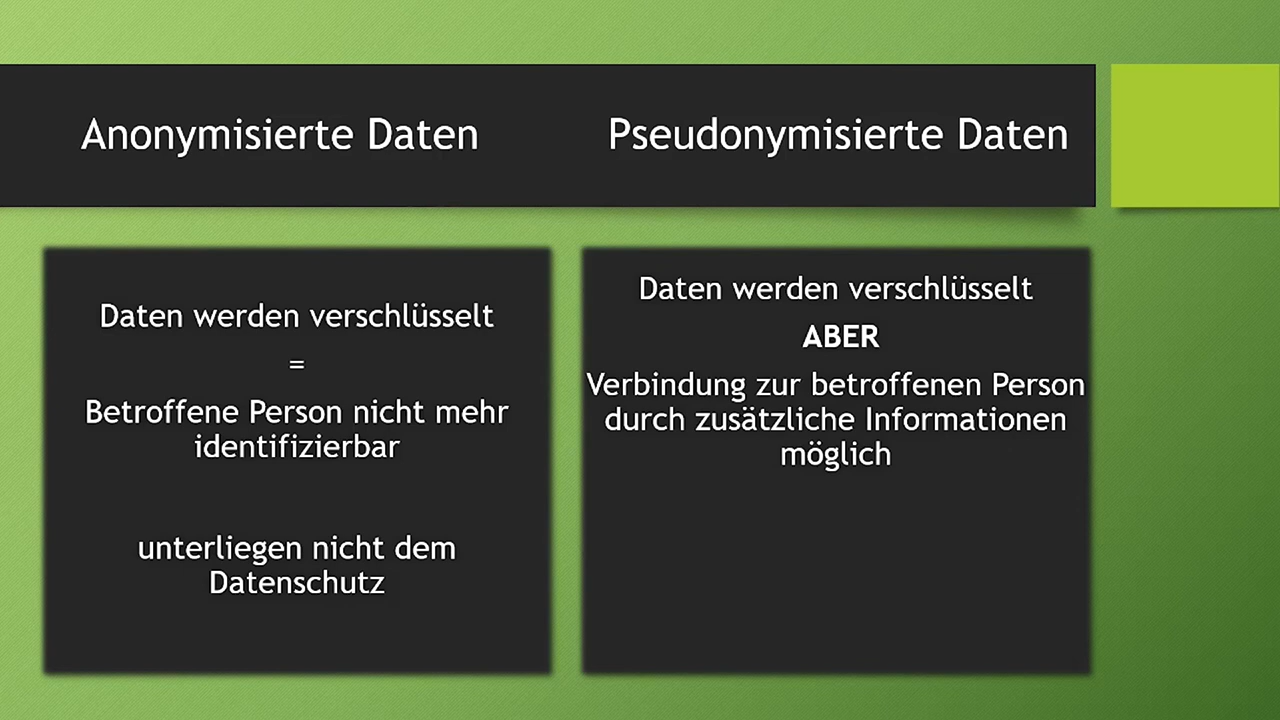 Anonymisierte Daten
Pseudonymisierte Daten
Daten werden verschlüsselt
=
Betroffene Person nicht mehr
identifizierbar
unterliegen nicht dem
Datenschutz
Daten werden verschlüsselt
ABER
Verbindung zur betroffenen Person
durch zusätzliche Informationen
möglich